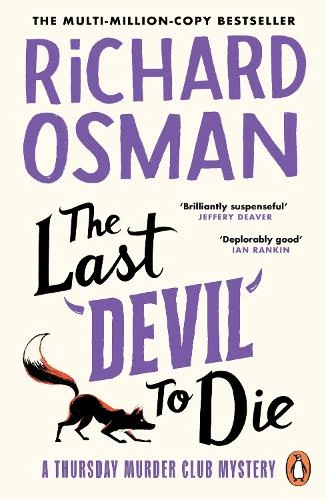 THE MULTI-MILLION-COPY BESTSELLER
RiCHARD
OSMAN
'Brilliantly suspenseful'
JEFFERY DEAVER
'Deplorably good'
IAN RANKIN
The
Last
'DEVIL'
To Die
A THURSDAY MURDER CLUB MYSTERY